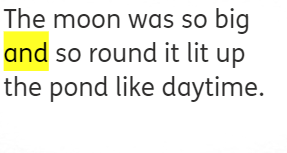 The moon was so big
and so round it lit up
the pond like daytime.